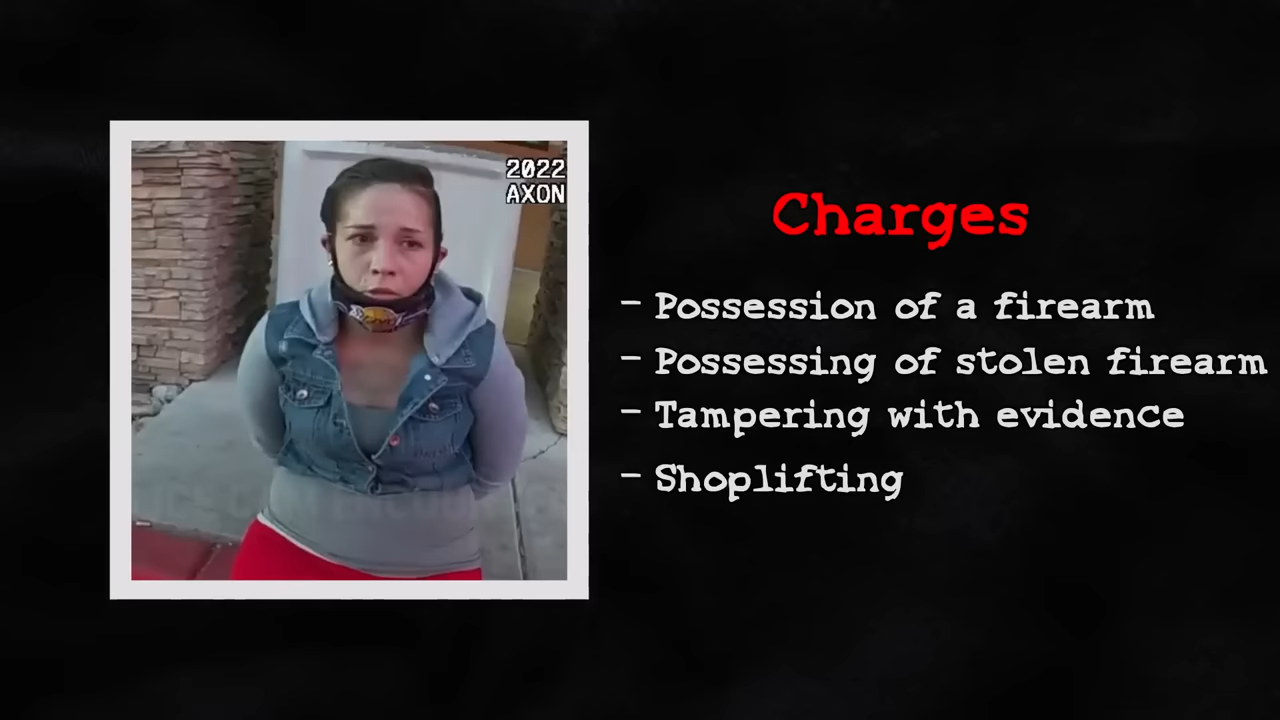 2022
AXON
Charges
- Possession of a firearm
- Possessing of stolen firearm
- Tampering with evidence
- Shoplifting